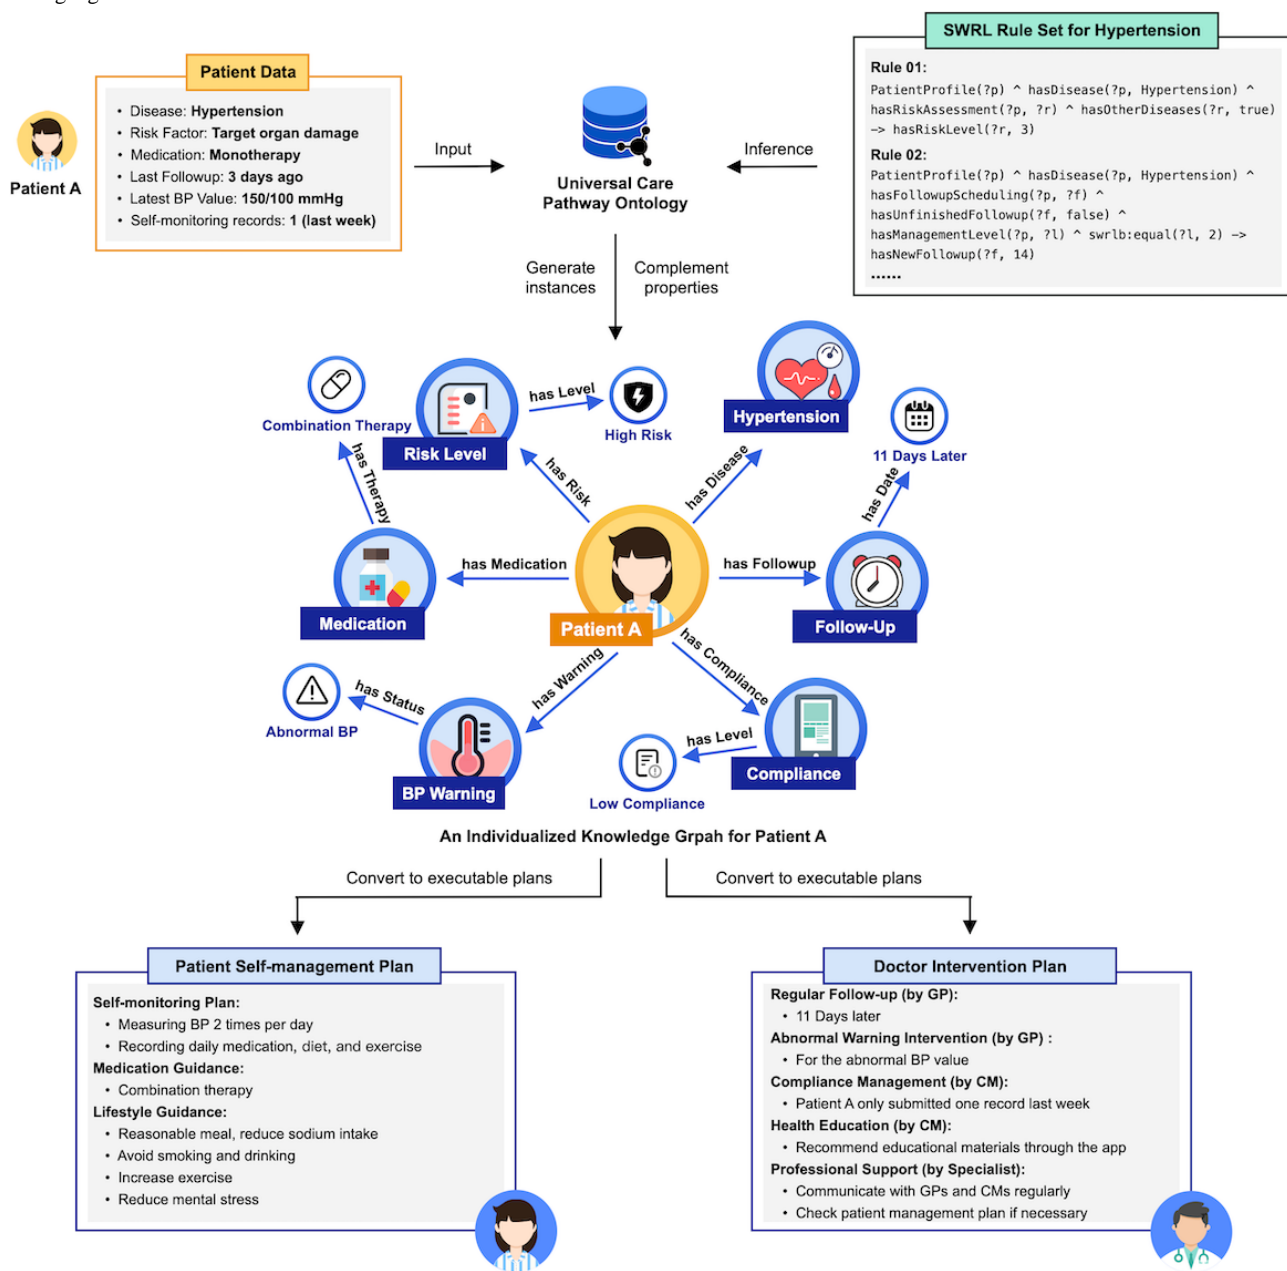 Patient Data
• Disease: Hypertension
• Risk Factor: Target organ damage
• Medication: Monotherapy
• Last Followup: 3 days ago
• Latest BP Value: 150/100 mmHg
• Self-monitoring records: 1 (last week)
Patient A
Input
Universal Care
Pathway Ontology
Inference
SWRL Rule Set for Hypertension
Rule 01:
PatientProfile(?p) ^ hasDisease(?p, Hypertension) ^
hasRiskAssessment(?p, ?r) ^ hasOtherDiseases(?r, true)
—> hasRiskLevel(?r, 3)
Rule 02:
PatientProfile(?p) ^ hasDisease(?p, Hypertension) ^
hasFollowupScheduling(?p, ?f) ^
hasUnfinishedFollowup(?f, false) ^
hasManagementLevel(?p, ?l) ^ swrlb:equal(?l, 2) —>
hasNewFollowup(?f, 14)
......
Generate
instances
Complement
properties
Combination Therapy
has Therapy
Risk Level
has Level
High Risk
has Risk
Hypertension
has Disease
11 Days Later
has Date
Medication
has Medication
Patient A
has Followup
Follow-Up
Abnormal BP
has Status
BP Warning
has Warning
has Compliance
Compliance
has Level
Low Compliance
An Individualized Knowledge Grpah for Patient A
Convert to executable plans
Convert to executable plans
Patient Self-management Plan
Self-monitoring Plan:
• Measuring BP 2 times per day
• Recording daily medication, diet, and exercise
Medication Guidance:
• Combination therapy
Lifestyle Guidance:
• Reasonable meal, reduce sodium intake
• Avoid smoking and drinking
• Increase exercise
• Reduce mental stress
Doctor Intervention Plan
Regular Follow-up (by GP):
• 11 Days later
Abnormal Warning Intervention (by GP) :
• For the abnormal BP value
Compliance Management (by CM):
• Patient A only submitted one record last week
Health Education (by CM):
• Recommend educational materials through the app
Professional Support (by Specialist):
• Communicate with GPs and CMs regularly
• Check patient management plan if necessary